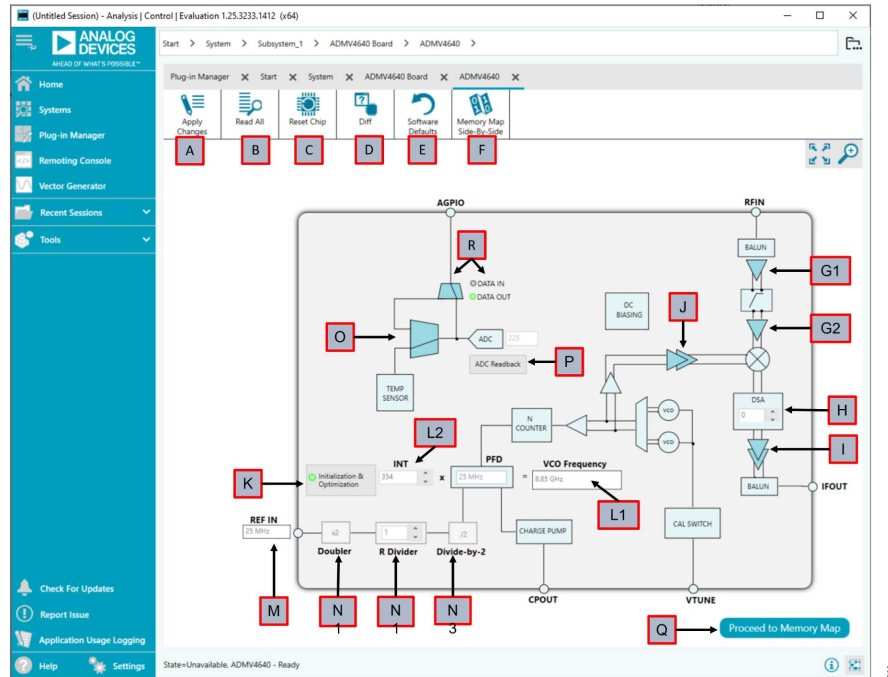 (Untitled Session) - Analysis | Control | Evaluation 1.25.3233.1412 (x64)
ANALOG
DEVICES
AHEAD OF WHAT'S POSSIBLE™
Start > System > Subsystem_1 > ADMV4640 Board > ADMV4640 >
Plug-in Manager X Start X System X ADMV4640 Board X ADMV4640 X
Home
Systems
Plug-in Manager
Remoting Console
Vector Generator
Recent Sessions
Tools
Apply
Changes
Read All
Reset Chip
Diff
Software
Defaults
Memory Map
Side-By-Side
A B C D E F
AGPIO
RFIN
BALUN
R
G1
DATA IN
DATA OUT
DC
BIASING
J
G2
O
ADC
225
ADC Readback
P
TEMP
SENSOR
DSA
0
H
VCO
VCO
N
COUNTER
L2
I
K
Initialization &
Optimization
INT
354
x
PFD
25 MHz
=
VCO Frequency
8.85 GHz
BALUN
IFOUT
L1
REF IN
25 MHz
x2
1
/2
Doubler
R Divider
Divide-by-2
CHARGE PUMP
CAL SWITCH
M
N
1
N
1
N
3
CPOUT
VTUNE
Q
Proceed to Memory Map
Check For Updates
Report Issue
Application Usage Logging
Help
Settings
State=Unavailable, ADMV4640 - Ready